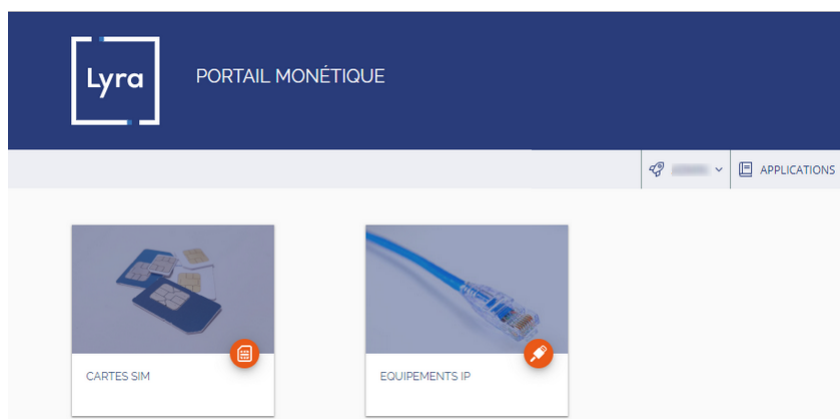 Lyra
PORTAIL MONÉTIQUE
APPLICATIONS
CARTES SIM
EQUIPEMENTS IP